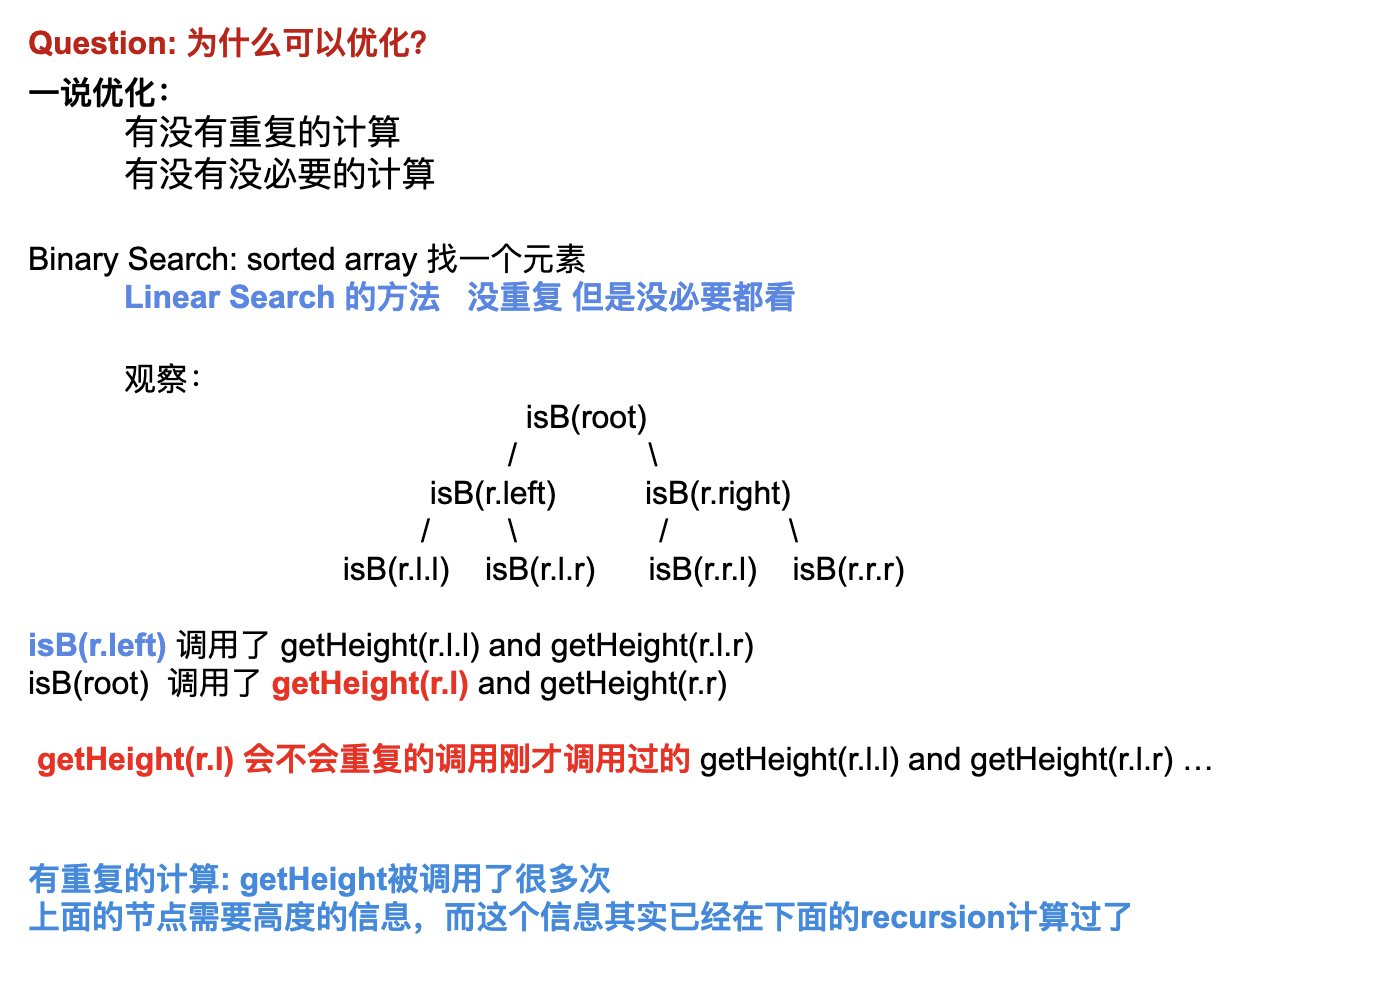 Question: 为什么可以优化?
一说优化：
有没有重复的计算
有没有没必要的计算
Binary Search: sorted array 找一个元素
Linear Search 的方法 没重复 但是没必要都看
观察：
isB(root)
/ \
isB(r.left) isB(r.right)
/ \ / \
isB(r.l.l) isB(r.l.r) isB(r.r.l) isB(r.r.r)
isB(r.left) 调用了 getHeight(r.l.l) and getHeight(r.l.r)
isB(root) 调用了 getHeight(r.l) and getHeight(r.r)
getHeight(r.l) 会不会重复的调用刚才调用过的 getHeight(r.l.l) and getHeight(r.l.r) …
有重复的计算: getHeight被调用了很多次
上面的节点需要高度的信息，而这个信息其实已经在下面的recursion计算过了